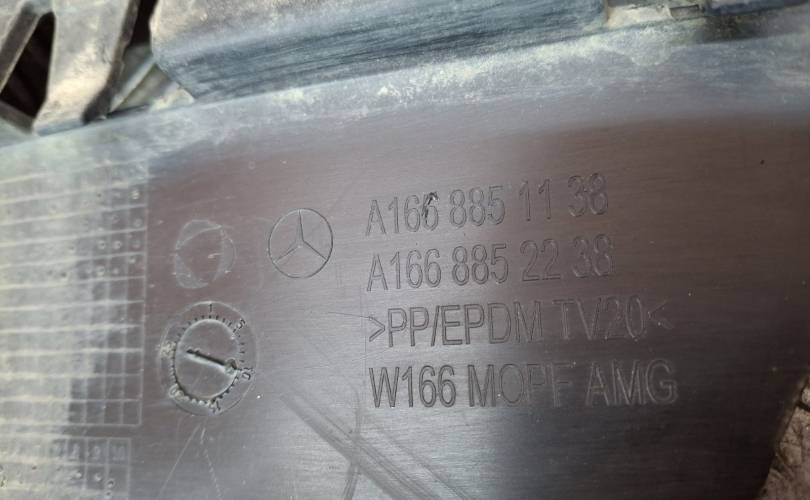 A166 885 11 38
A166 885 22 38
>PP/EPDM TV20<
W166 MOPF AMG